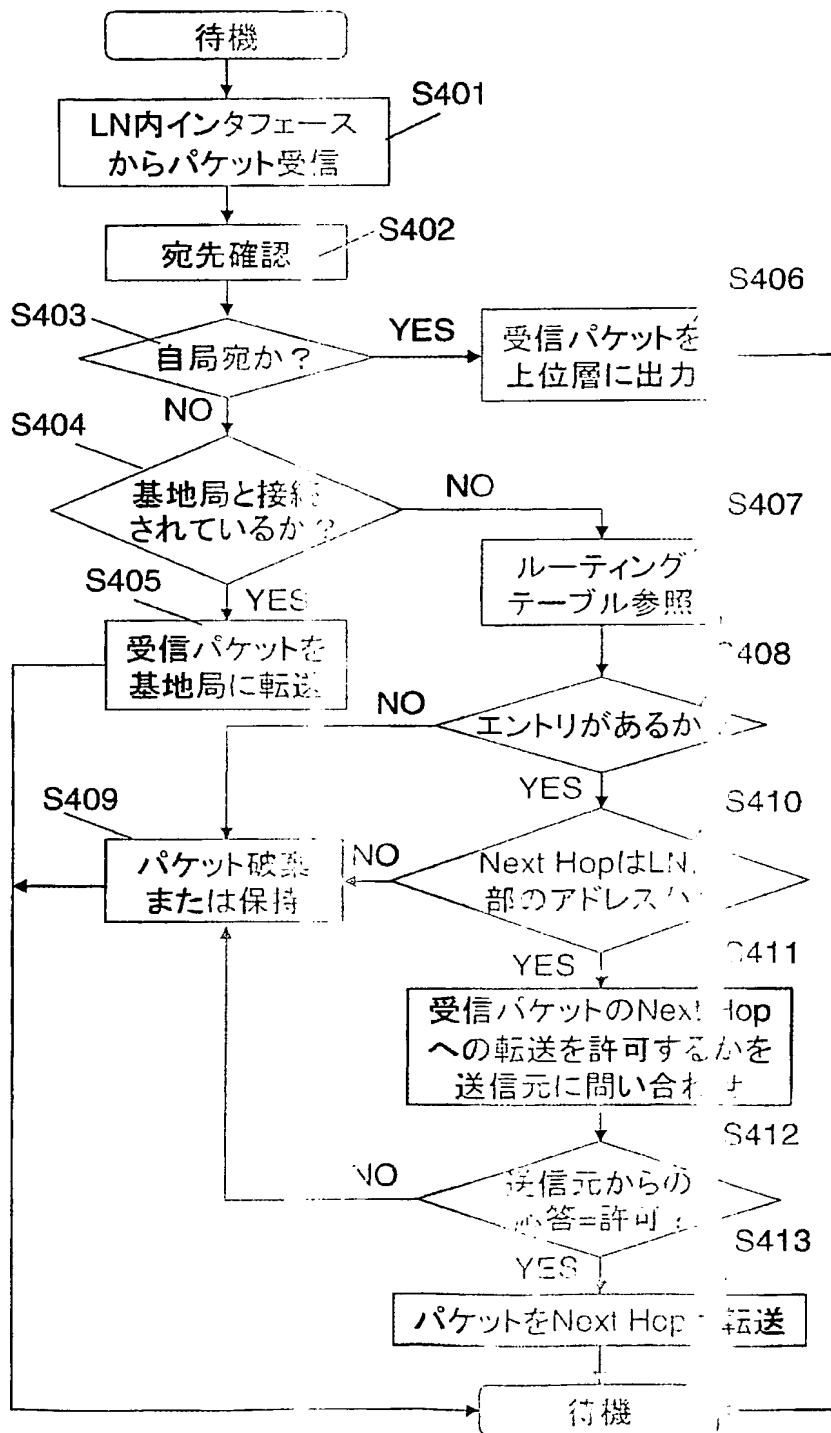 待機
S401
LN内インタフェース
からパケット受信
S402
宛先確認
S403
自局宛か?
YES
S406
受信パケットを
上位層に出力
NO
S404
基地局と接続
されているか?
NO
S407
ルーティング
テーブル参照
S405
YES
受信パケットを
基地局に転送
408
エントリがあるか
NO
YES
S410
S409
パケット破棄
または保持
NO
Next HopはLN
部のアドレスか
YES
S411
受信パケットのNext Hop
への転送を許可するかを
送信元に問い合わせ
S412
送信元からの
応答=許可?
NO
YES
S413
パケットをNext Hop 転送
待機